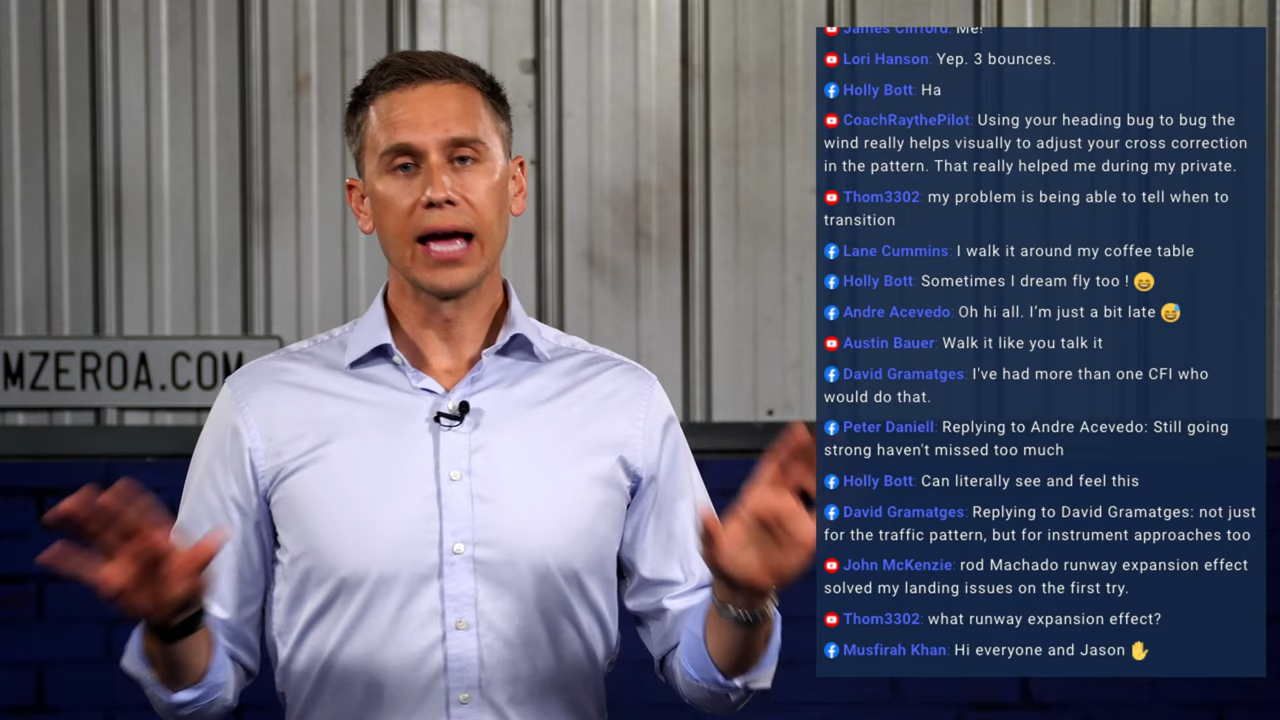 MZEROA.COM
James Clifford: Me!
Lori Hanson: Yep. 3 bounces.
Holly Bott: Ha
CoachRaythePilot: Using your heading bug to bug the
wind really helps visually to adjust your cross correction
in the pattern. That really helped me during my private.
Thom3302: my problem is being able to tell when to
transition
Lane Cummins: I walk it around my coffee table
Holly Bott: Sometimes I dream fly too ! 😄
Andre Acevedo: Oh hi all. I'm just a bit late 😅
Austin Bauer: Walk it like you talk it
David Gramatges: I've had more than one CFI who
would do that.
Peter Daniell: Replying to Andre Acevedo: Still going
strong haven't missed too much
Holly Bott: Can literally see and feel this
David Gramatges: Replying to David Gramatges: not just
for the traffic pattern, but for instrument approaches too
John McKenzie: rod Machado runway expansion effect
solved my landing issues on the first try.
Thom3302: what runway expansion effect?
Musfirah Khan: Hi everyone and Jason ✋